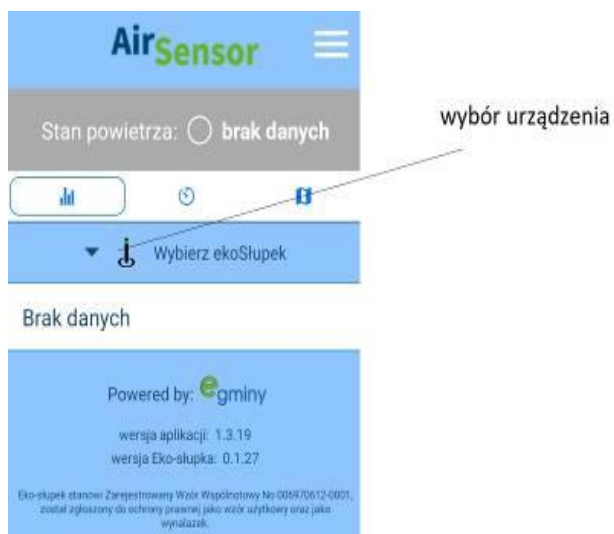 AirSensor
Stan powietrza: brak danych
wybór urządzenia
Wybierz ekoSłupek
Brak danych
Powered by: egminy
wersja aplikacji: 1.3.19
wersja Eko-słupka: 0.1.27
Eko-słupek stanowi Zarejestrowany Wzór Wspólnotowy No 006970612-0001,
został zgłoszony do ochrony prawnej jako wzór użytkowy oraz jako
wynalazek.